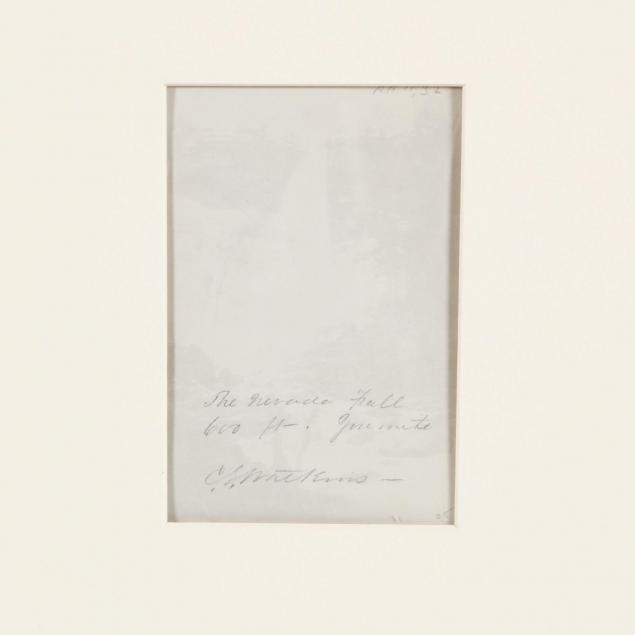 The Nevada Fall
600 ft. Yosemite
C. E. Watkins —